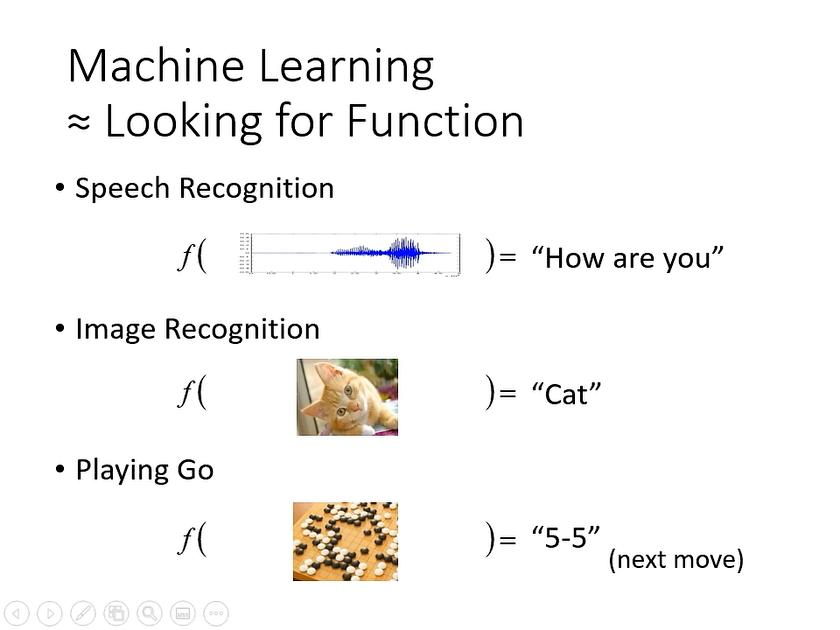 Machine Learning
≈ Looking for Function
• Speech Recognition
f( )= “How are you”
• Image Recognition
f( )= “Cat”
• Playing Go
f( )= “5-5”
(next move)